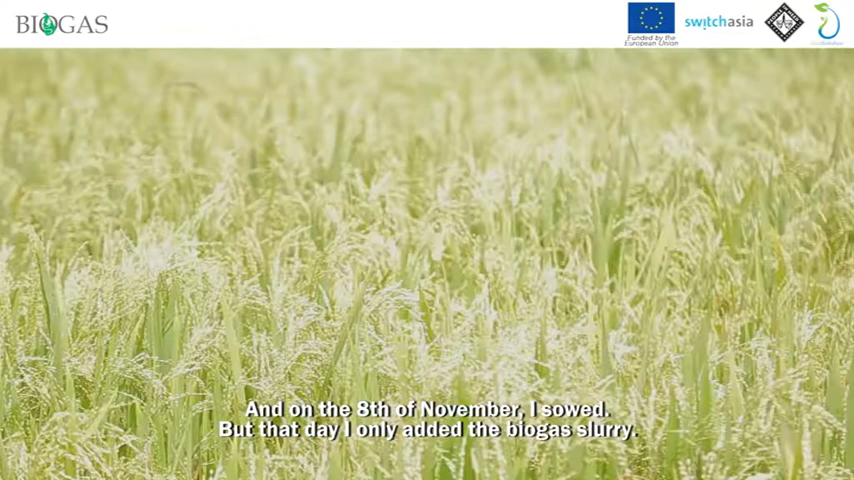 BIOGAS
Funded by the
European Union
switchasia
And on the 8th of November, I sowed.
But that day I only added the biogas slurry.